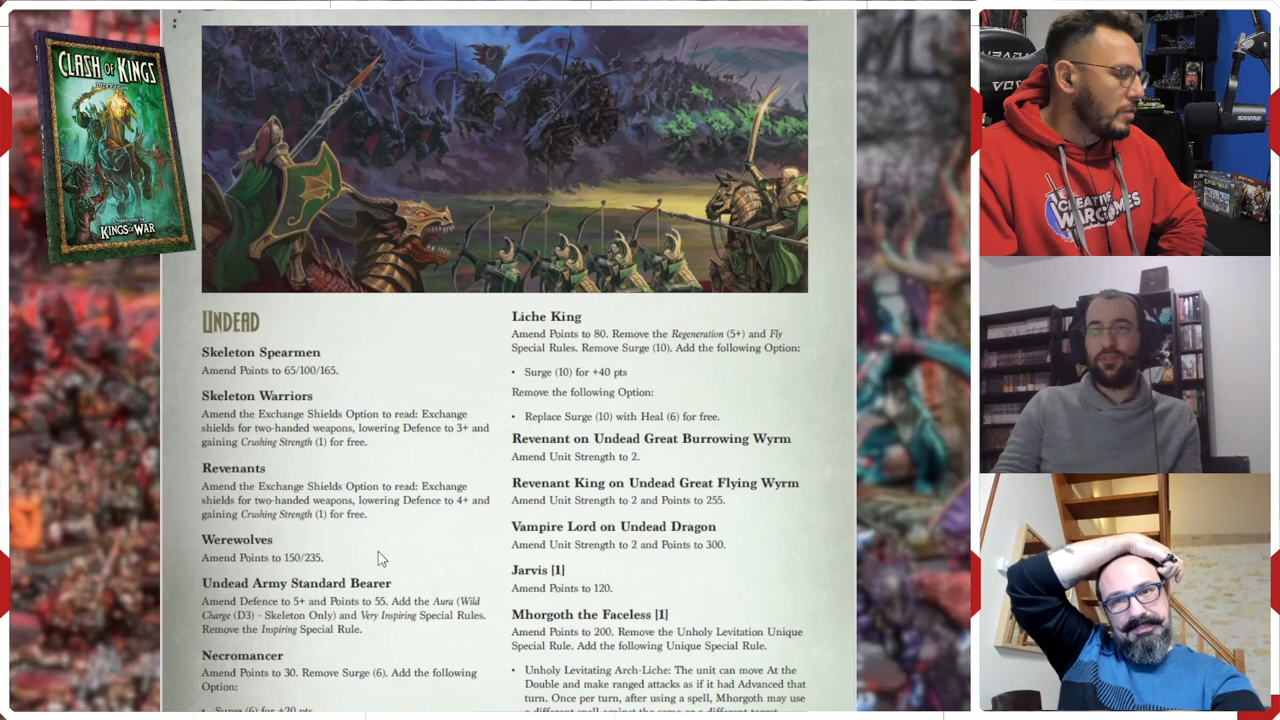 CLASH OF KINGS
KINGS OF WAR
UNDEAD
Skeleton Spearmen
Amend Points to 65/100/165.
Skeleton Warriors
Amend the Exchange Shields Option to read: Exchange
shields for two-handed weapons, lowering Defence to 3+ and
gaining Crushing Strength (1) for free.
Revenants
Amend the Exchange Shields Option to read: Exchange
shields for two-handed weapons, lowering Defence to 4+ and
gaining Crushing Strength (1) for free.
Werewolves
Amend Points to 150/235.
Undead Army Standard Bearer
Amend Defence to 5+ and Points to 55. Add the Aura (Wild
Charge (D3) - Skeleton Only) and Very Inspiring Special Rules.
Remove the Inspiring Special Rule.
Necromancer
Amend Points to 30. Remove Surge (6). Add the following
Option:
• Surge (6) for +20 pts
Liche King
Amend Points to 80. Remove the Regeneration (5+) and Fly
Special Rules. Remove Surge (10). Add the following Option:
• Surge (10) for +40 pts
Remove the following Option:
• Replace Surge (10) with Heal (6) for free.
Revenant on Undead Great Burrowing Wyrm
Amend Unit Strength to 2.
Revenant King on Undead Great Flying Wyrm
Amend Unit Strength to 2 and Points to 255.
Vampire Lord on Undead Dragon
Amend Unit Strength to 2 and Points to 300.
Jarvis [1]
Amend Points to 120.
Mhorgoth the Faceless [1]
Amend Points to 200. Remove the Unholy Levitation Unique
Special Rule. Add the following Unique Special Rule.
• Unholy Levitating Arch-Liche: The unit can move At the
Double and make ranged attacks as if it had Advanced that
turn. Once per turn, after using a spell, Mhorgoth may use
CREATIVE
WARGAMES
SHURE